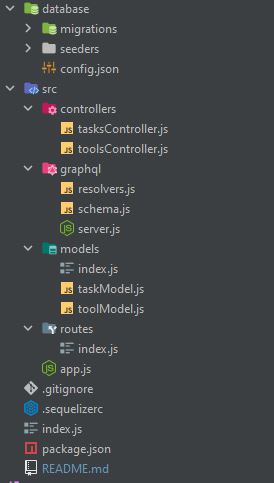 database
migrations
seeders
config.json
src
controllers
tasksController.js
toolsController.js
graphql
resolvers.js
schema.js
server.js
models
index.js
taskModel.js
toolModel.js
routes
index.js
app.js
.gitignore
.sequelizerc
index.js
package.json
README.md